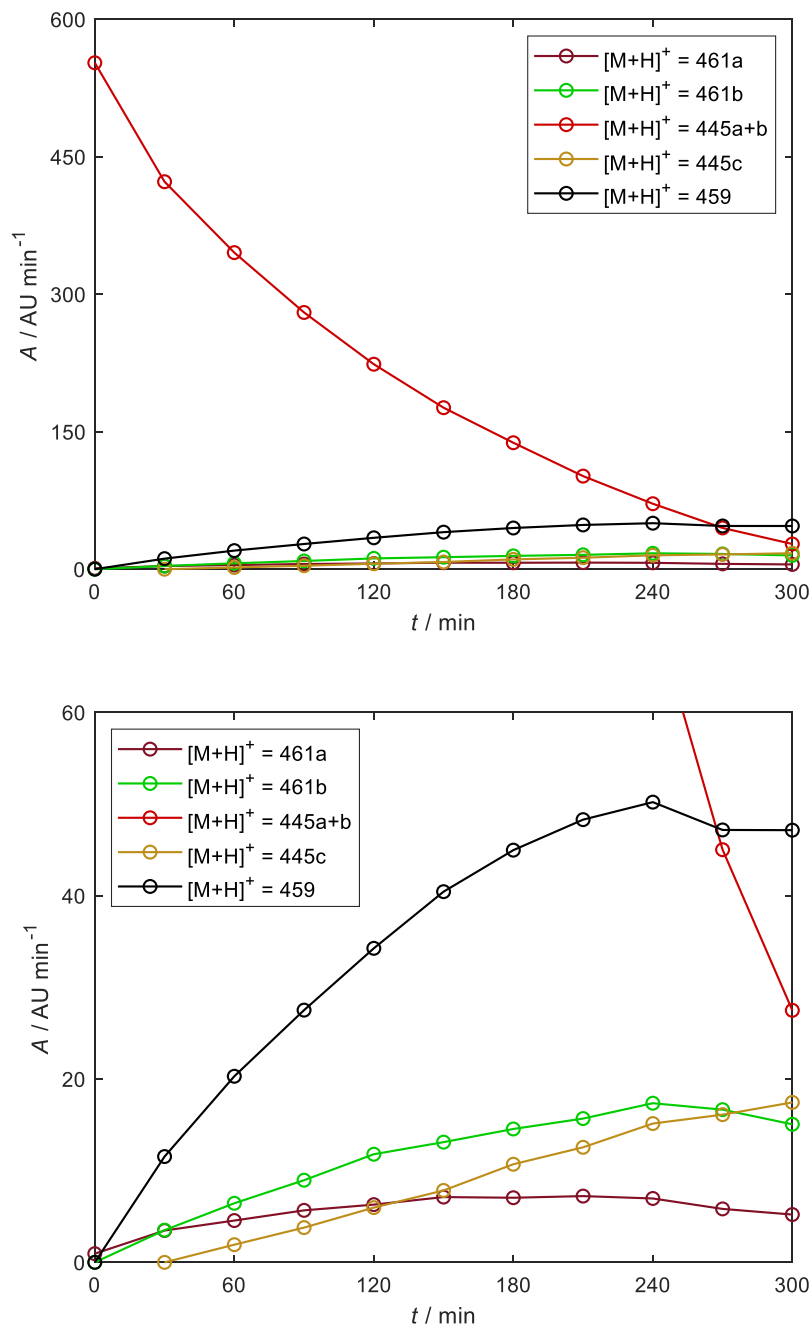 600
450
300
150
0
A / AU min⁻¹
[M+H]⁺ = 461a
[M+H]⁺ = 461b
[M+H]⁺ = 445a+b
[M+H]⁺ = 445c
[M+H]⁺ = 459
0 60 120 180 240 300
t / min
60
40
20
0
A / AU min⁻¹
[M+H]⁺ = 461a
[M+H]⁺ = 461b
[M+H]⁺ = 445a+b
[M+H]⁺ = 445c
[M+H]⁺ = 459
0 60 120 180 240 300
t / min